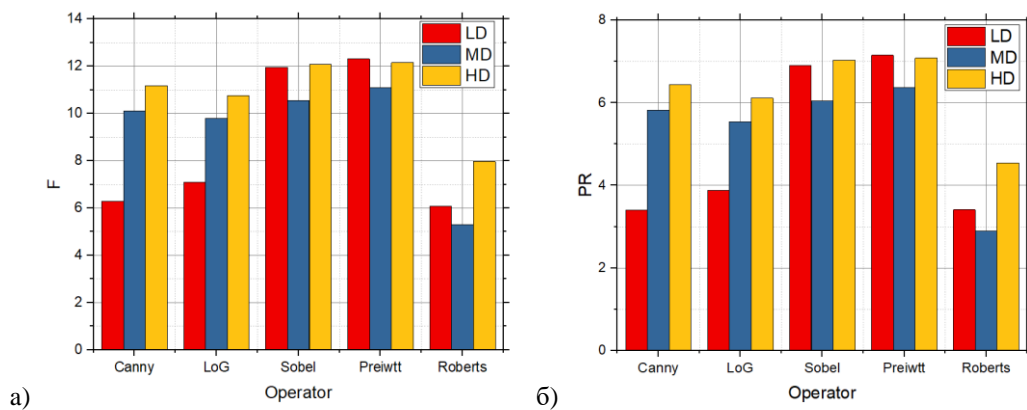 14
12
10
8
6
4
2
0
F
LD
MD
HD
Canny LoG Sobel Preiwtt Roberts
Operator
а)
8
6
4
2
0
PR
LD
MD
HD
Canny LoG Sobel Preiwtt Roberts
Operator
б)